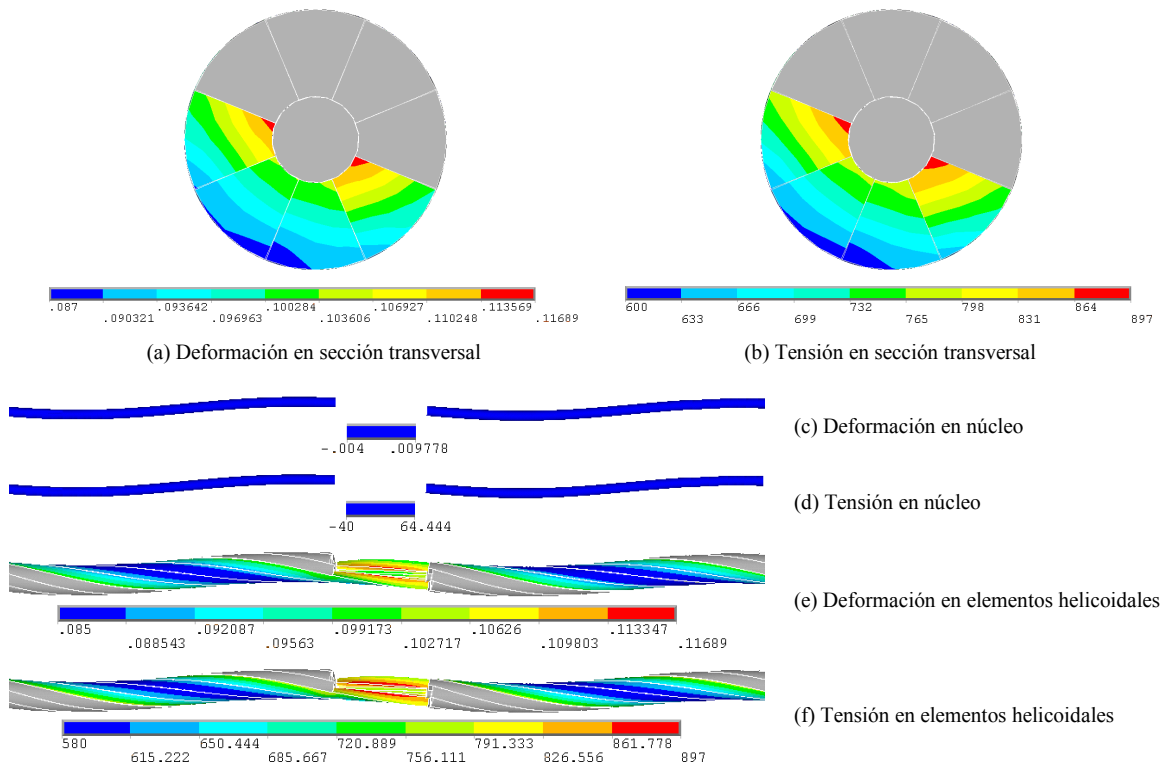 .087 .093642 .100284 .106927 .113569
.090321 .096963 .103606 .110248 .11689
600 666 732 798 864
633 699 765 831 897
(a) Deformación en sección transversal
(b) Tensión en sección transversal
-.004 .009778
(c) Deformación en núcleo
-40 64.444
(d) Tensión en núcleo
.085 .092087 .099173 .10626 .113347
.088543 .09563 .102717 .109803 .11689
(e) Deformación en elementos helicoidales
580 650.444 720.889 791.333 861.778
615.222 685.667 756.111 826.556 897
(f) Tensión en elementos helicoidales